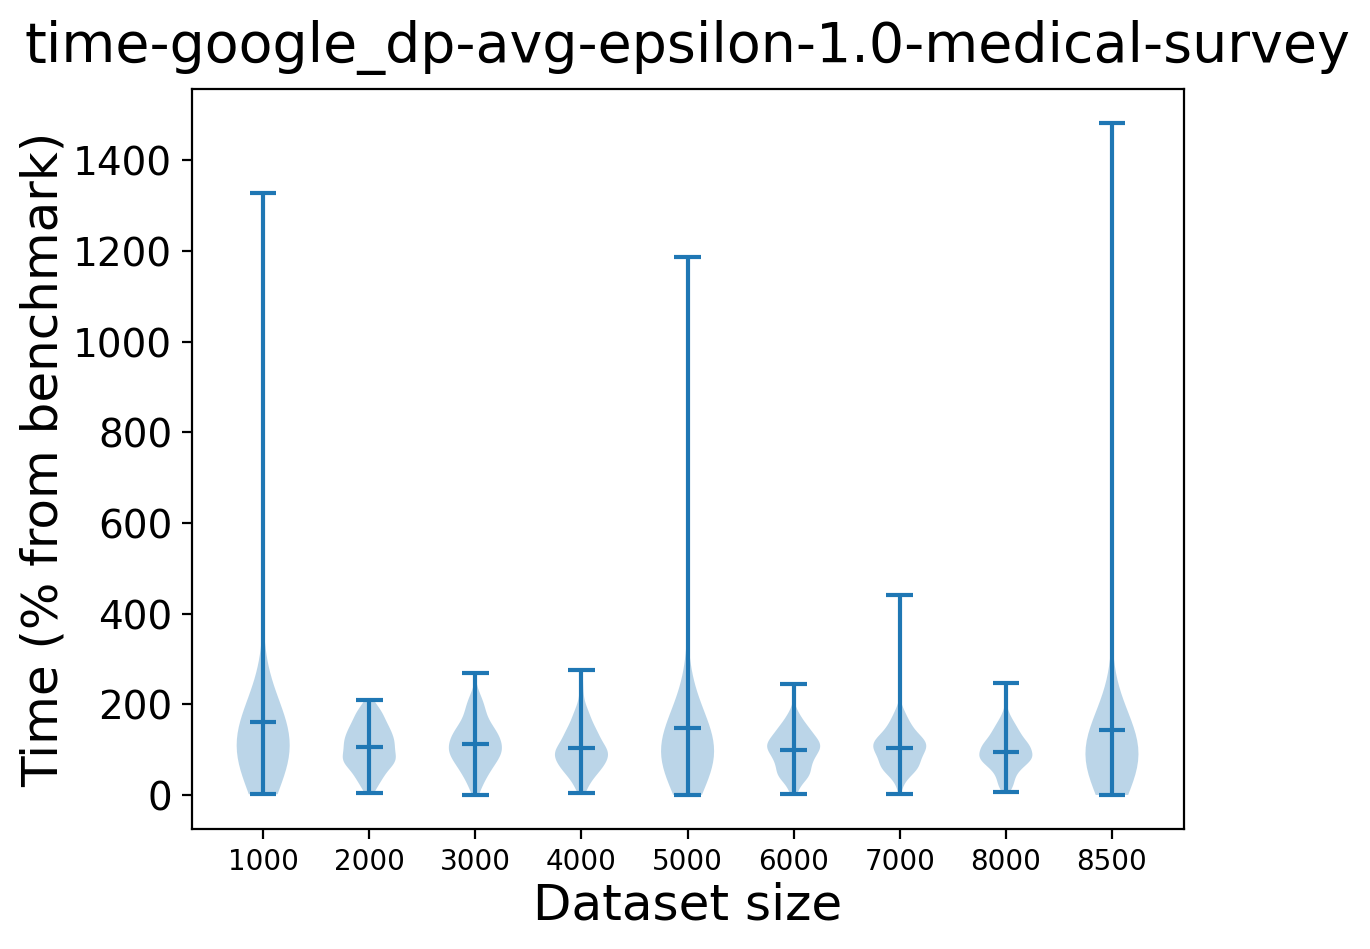 time-google_dp-avg-epsilon-1.0-medical-survey
Time (% from benchmark)
1400
1200
1000
800
600
400
200
0
1000 2000 3000 4000 5000 6000 7000 8000 8500
Dataset size